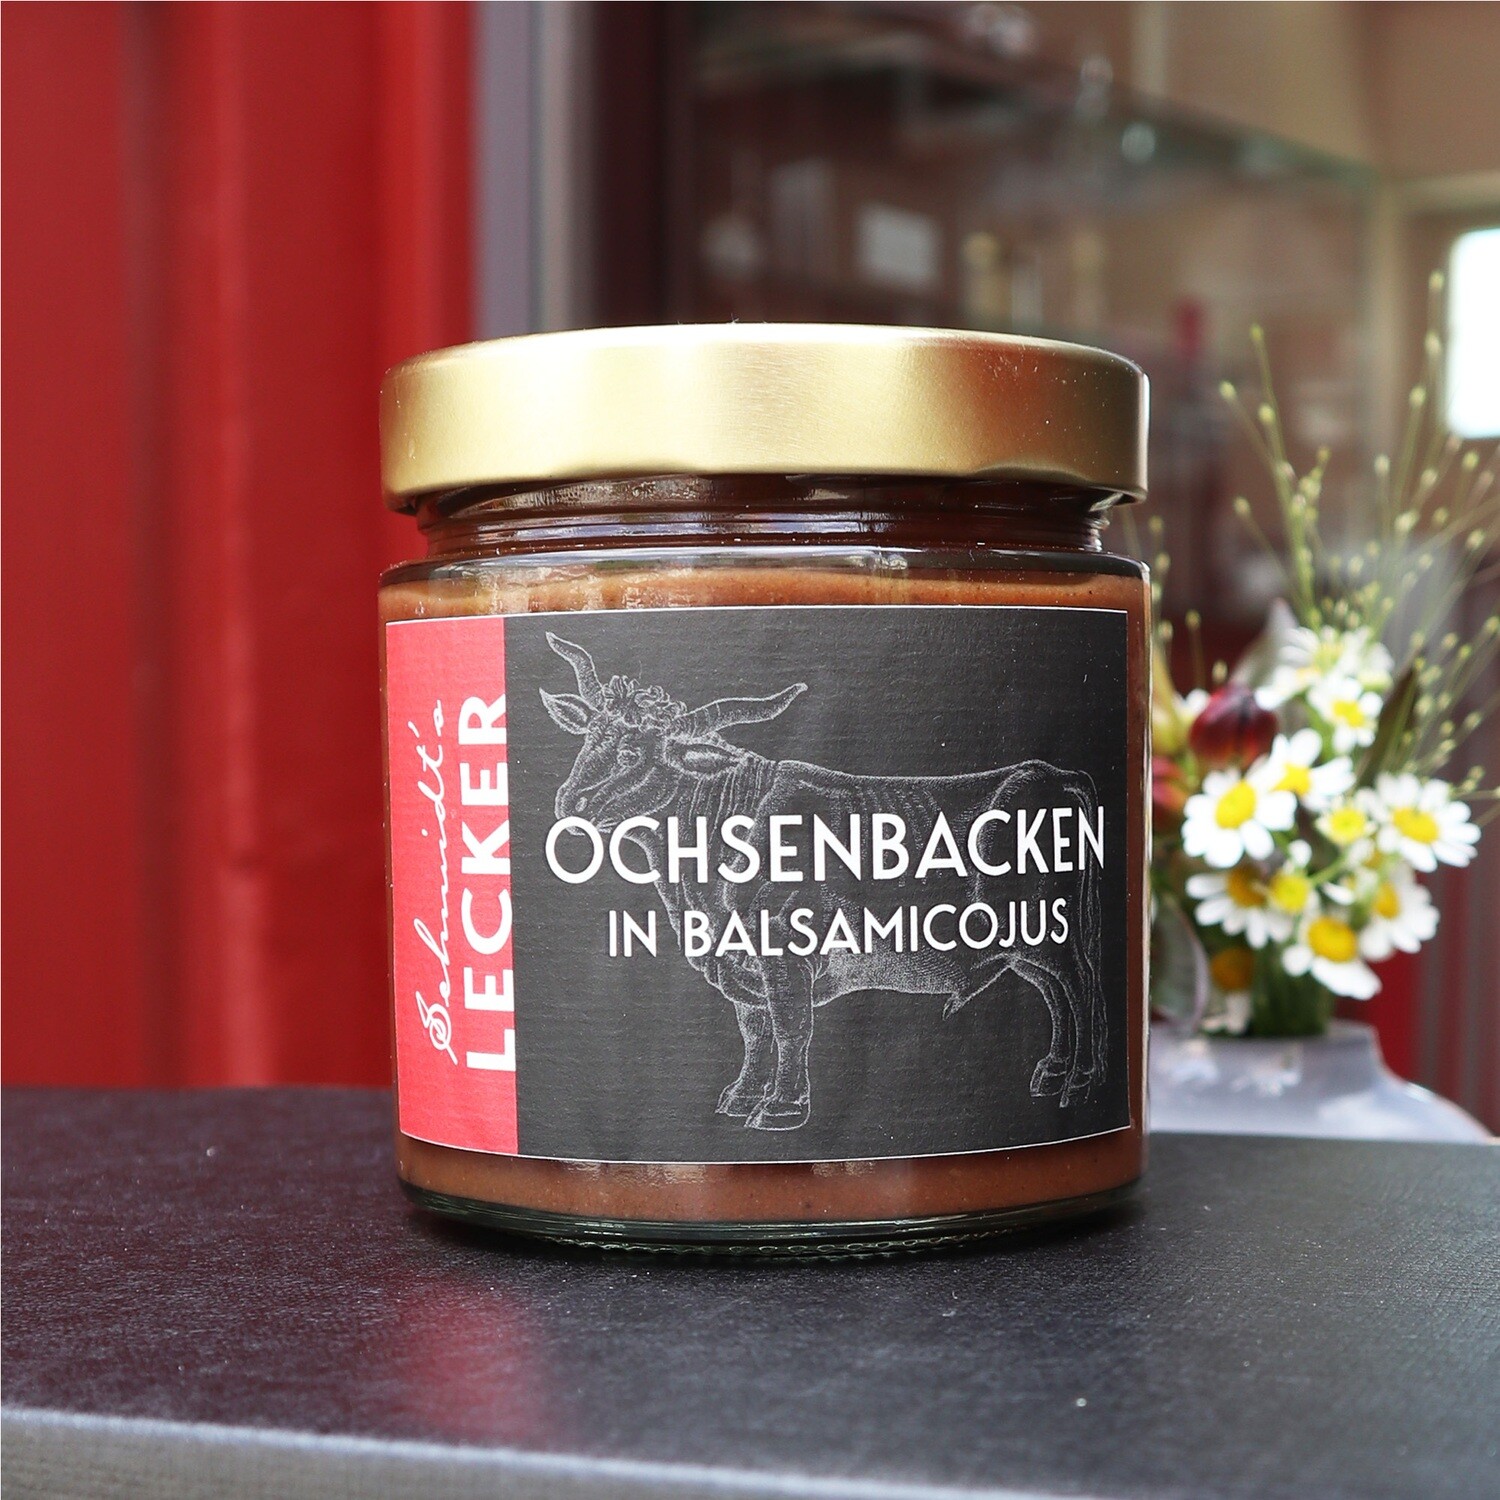 Schmidt's
LECKER
OCHSENBACKEN
IN BALSAMICOJUS